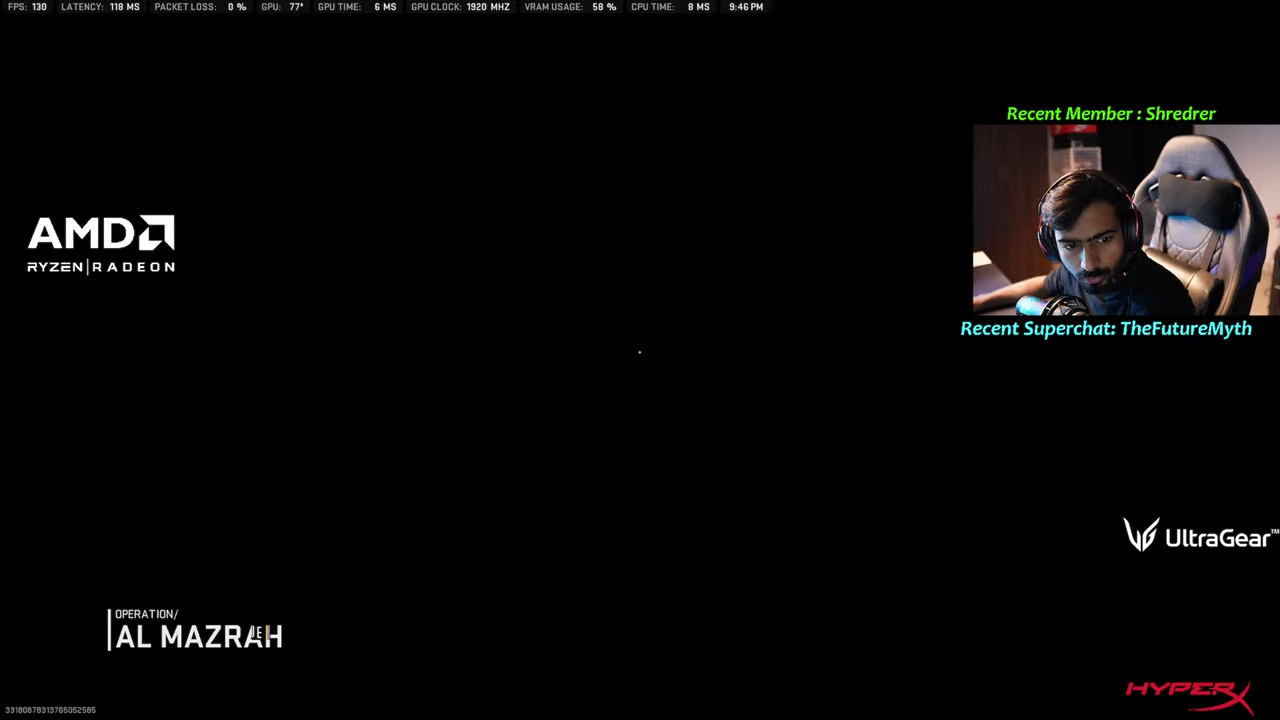 FPS: 130 LATENCY: 118 MS PACKET LOSS: 0 % GPU: 77° GPU TIME: 6 MS GPU CLOCK: 1920 MHZ VRAM USAGE: 58 % CPU TIME: 8 MS 9:46 PM
Recent Member : Shredrer
AMD
RYZEN|RADEON
Recent Superchat: TheFutureMyth
UltraGear™
OPERATION/
AL MAZRAH
HYPERX
33180878313765052585